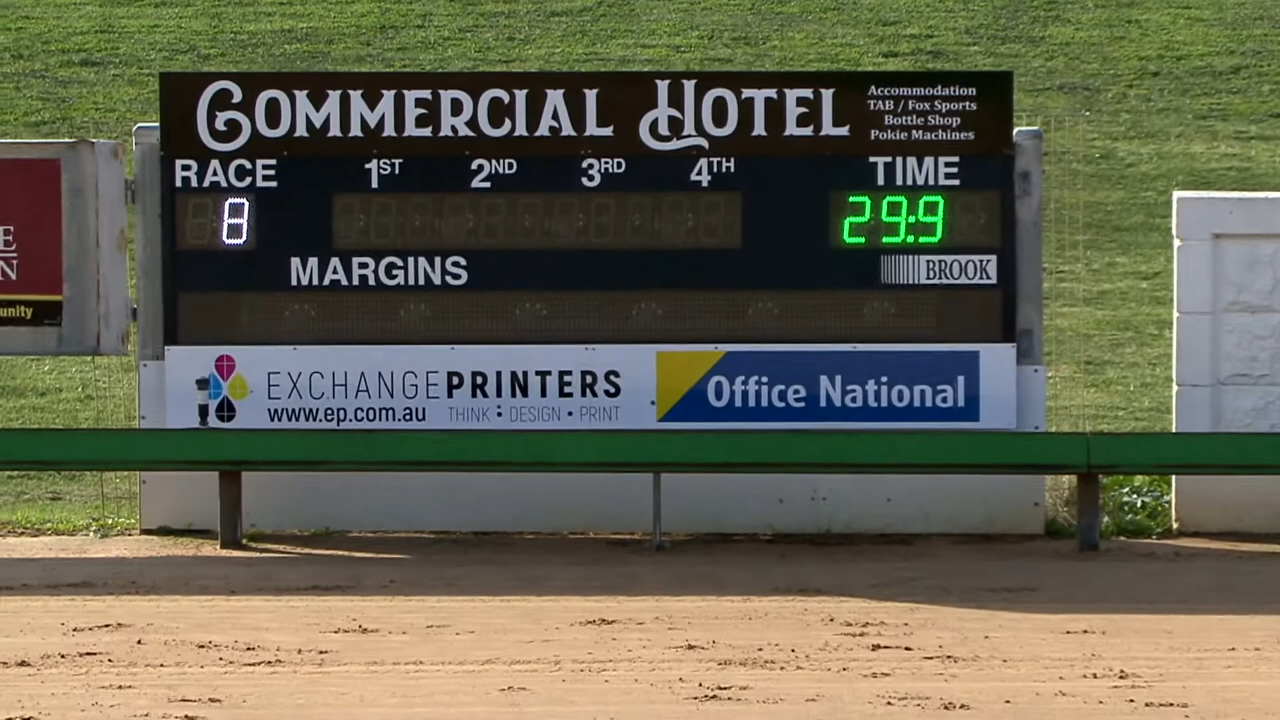 COMMERCIAL HOTEL
Accommodation
TAB / Fox Sports
Bottle Shop
Pokie Machines
RACE 1ST 2ND 3RD 4TH TIME
8 29:9
MARGINS
BROOK
EXCHANGEPRINTERS
www.ep.com.au THINK • DESIGN • PRINT
Office National
E
N
unity